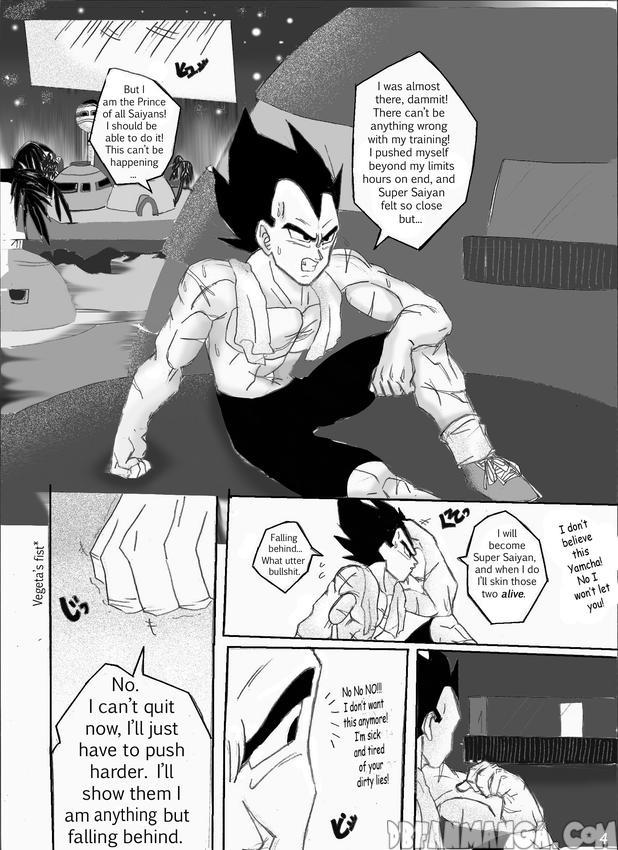 But I
am the Prince
of all Saiyans!
I should be
able to do it!
This can't be
happening
...
I was almost
there, dammit!
There can't be
anything wrong
with my training!
I pushed myself
beyond my limits
hours on end, and
Super Saiyan
felt so close
but...
Vegeta's fist*
No.
I can't quit
now, I'll just
have to push
harder. I'll
show them I
am anything but
falling behind.
Falling
behind...
What utter
bullshit.
I will
become
Super Saiyan,
and when I do
I'll skin those
two alive.
I don't
believe
this
Yamcha!
No I
won't let
you!
No No NO!!!
I don't want
this anymore!
I'm sick
and tired
of your
dirty lies!
DBFANMANGA.COM
4